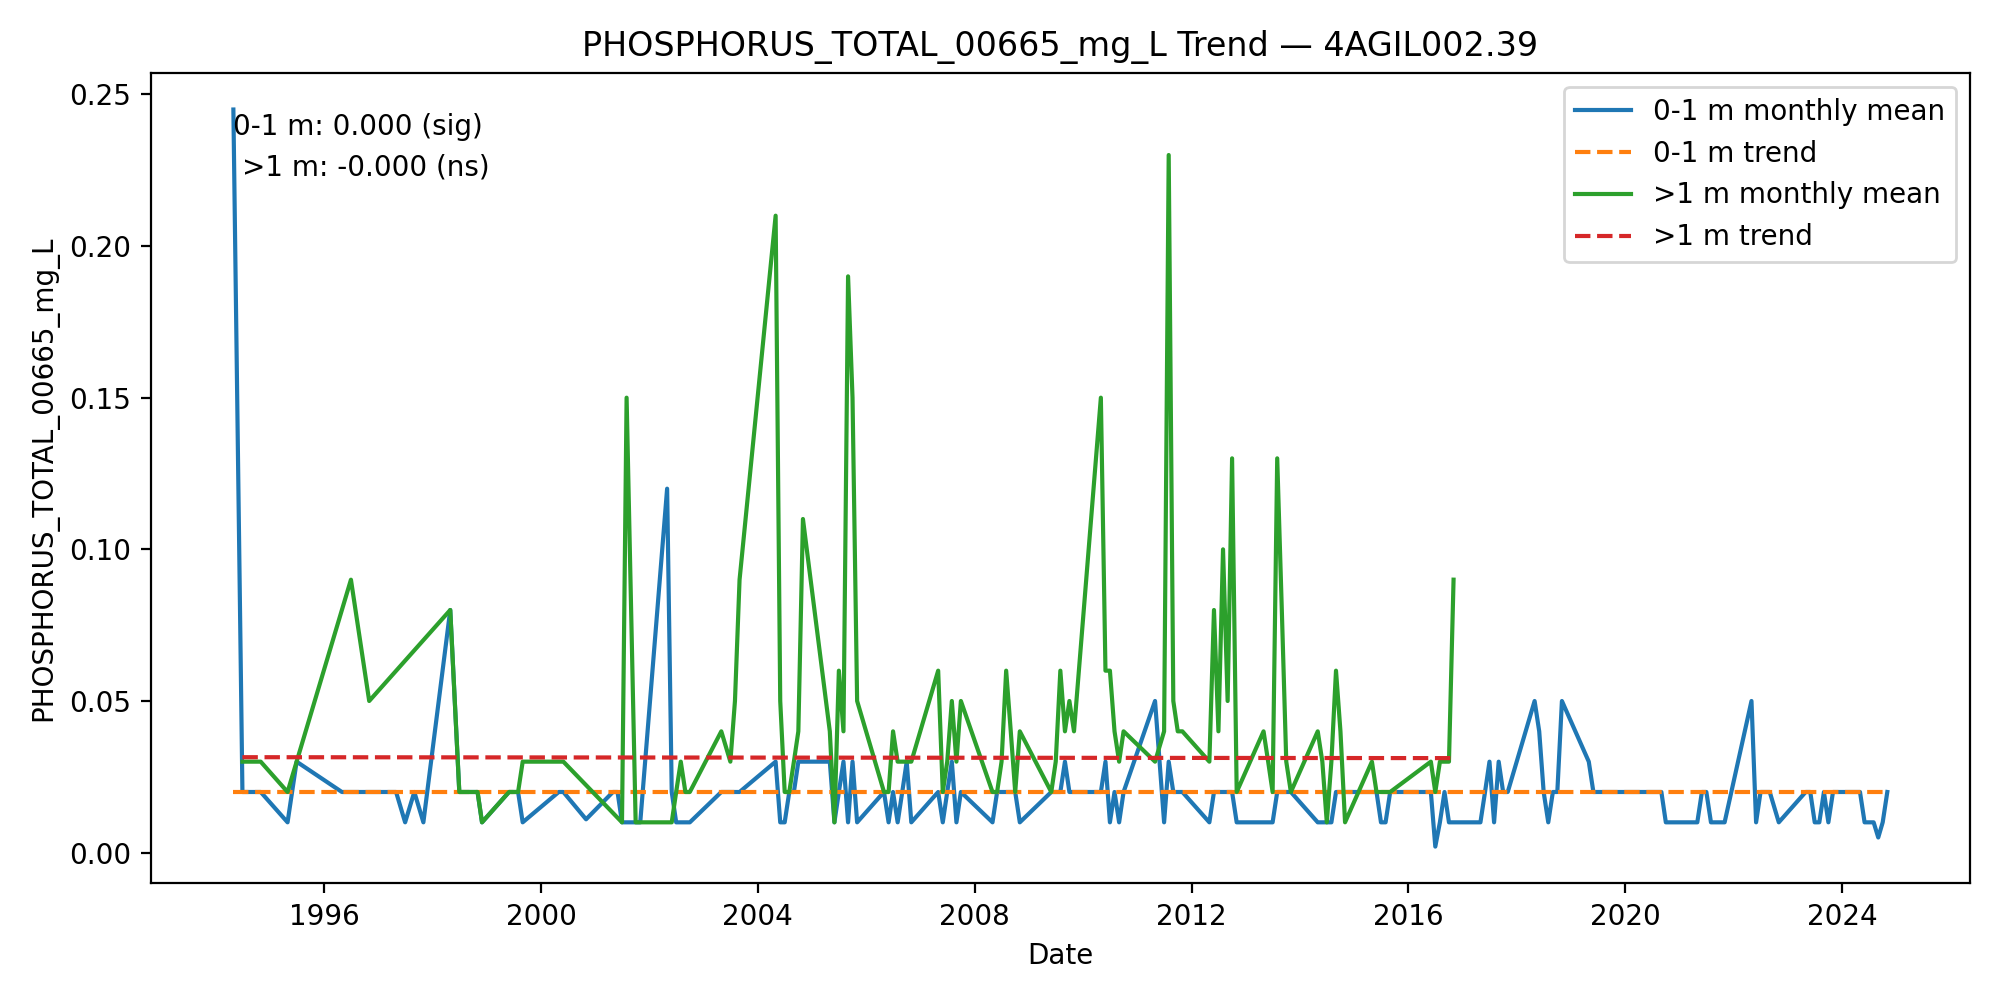 PHOSPHORUS_TOTAL_00665_mg_L Trend — 4AGIL002.39
0-1 m: 0.000 (sig)
>1 m: -0.000 (ns)
0-1 m monthly mean
0-1 m trend
>1 m monthly mean
>1 m trend
PHOSPHORUS_TOTAL_00665_mg_L
0.25
0.20
0.15
0.10
0.05
0.00
1996 2000 2004 2008 2012 2016 2020 2024
Date